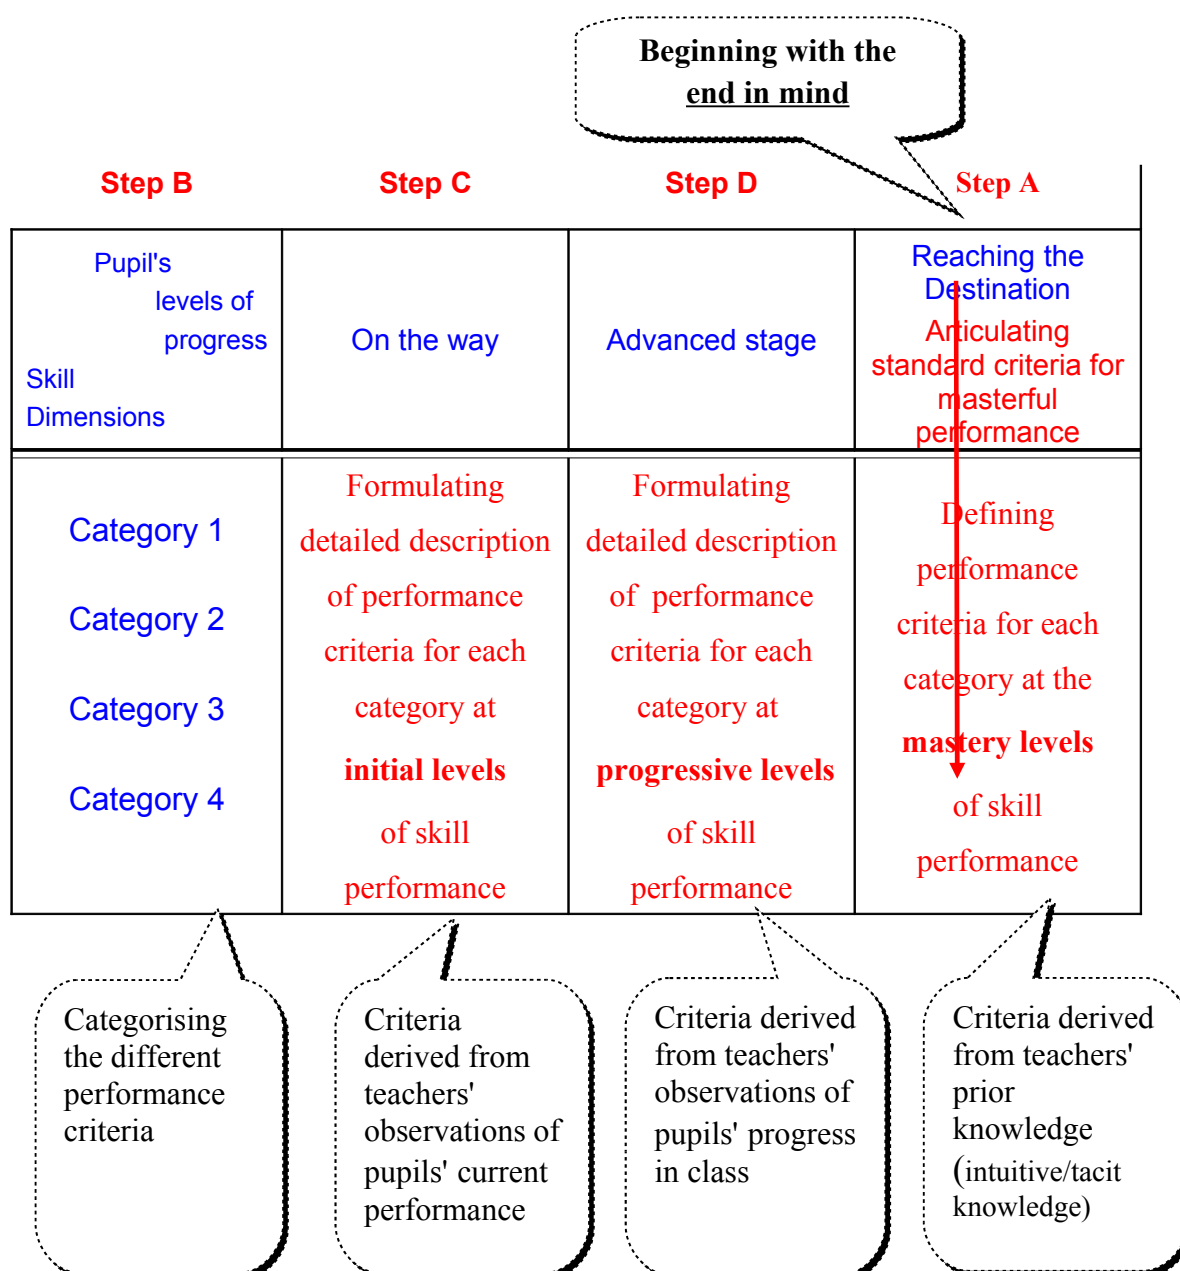 Beginning with the
end in mind
Step B
Step C
Step D
Step A
Pupil's
levels of
progress
Skill
Dimensions
On the way
Advanced stage
Reaching the
Destination
Articulating
standard criteria for
masterful
performance
Category 1
Category 2
Category 3
Category 4
Formulating
detailed description
of performance
criteria for each
category at
initial levels
of skill
performance
Formulating
detailed description
of performance
criteria for each
category at
progressive levels
of skill
performance
Defining
performance
criteria for each
category at the
mastery levels
of skill
performance
Categorising
the different
performance
criteria
Criteria
derived from
teachers'
observations of
pupils' current
performance
Criteria derived
from teachers'
observations of
pupils' progress
in class
Criteria derived
from teachers'
prior
knowledge
(intuitive/tacit
knowledge)